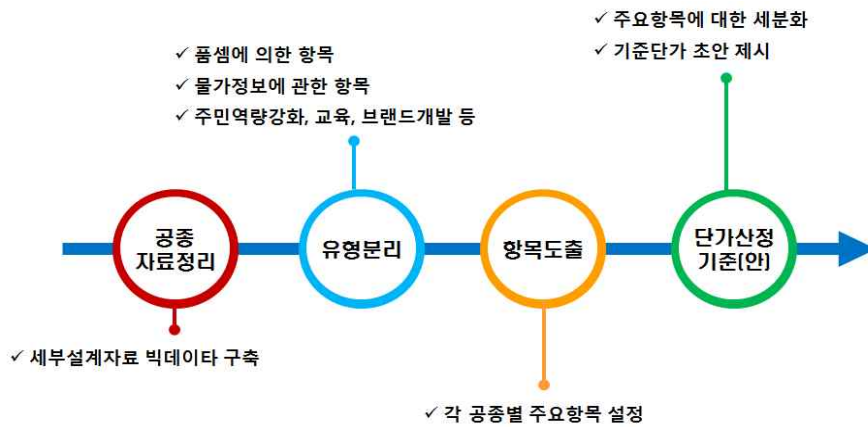 ✓ 주요항목에 대한 세분화
✓ 기준단가 초안 제시
✓ 품셈에 의한 항목
✓ 물가정보에 관한 항목
✓ 주민역량강화, 교육, 브랜드개발 등
공종
자료정리
유형분리
항목도출
단가산정
기준(안)
✓ 세부설계자료 빅데이타 구축
✓ 각 공종별 주요항목 설정